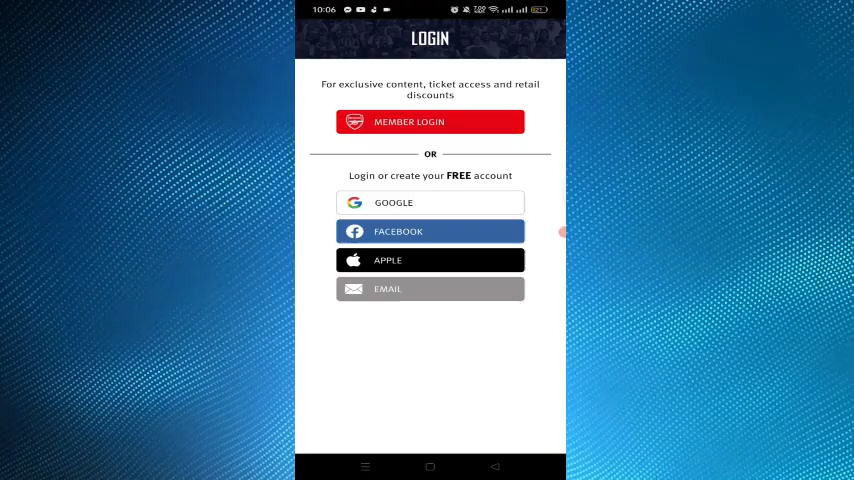 10:06
LOGIN
For exclusive content, ticket access and retail
discounts
MEMBER LOGIN
OR
Login or create your FREE account
GOOGLE
FACEBOOK
APPLE
EMAIL